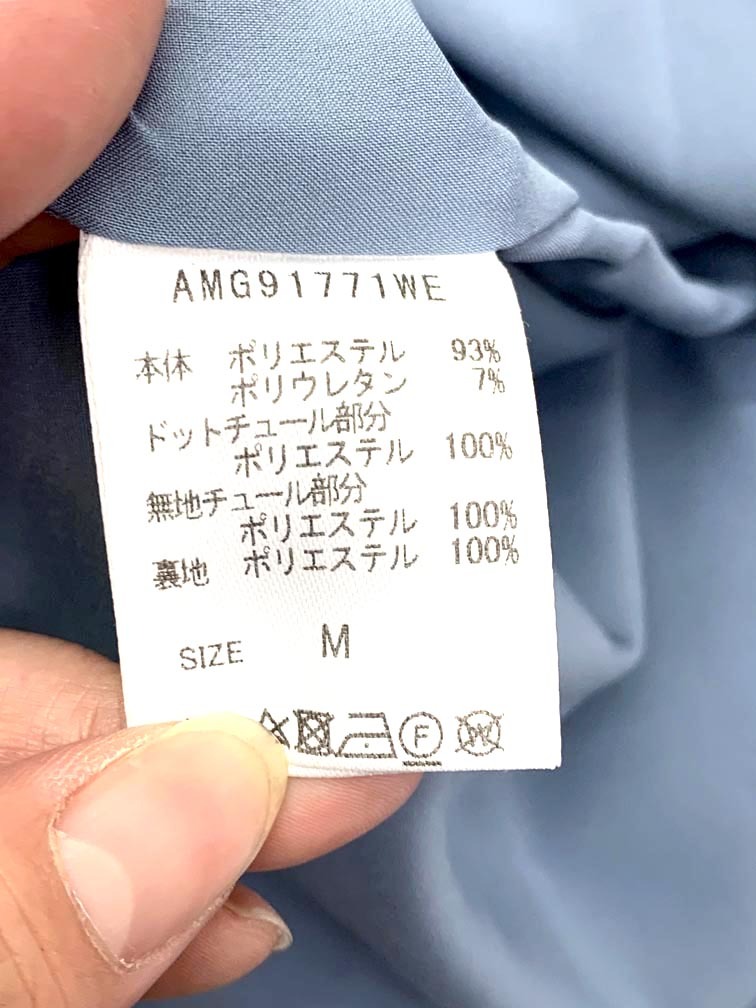 AMG91771WE
本体 ポリエステル 93%
ポリウレタン 7%
ドットチュール部分
ポリエステル 100%
無地チュール部分
ポリエステル 100%
裏地 ポリエステル 100%
SIZE M
F W